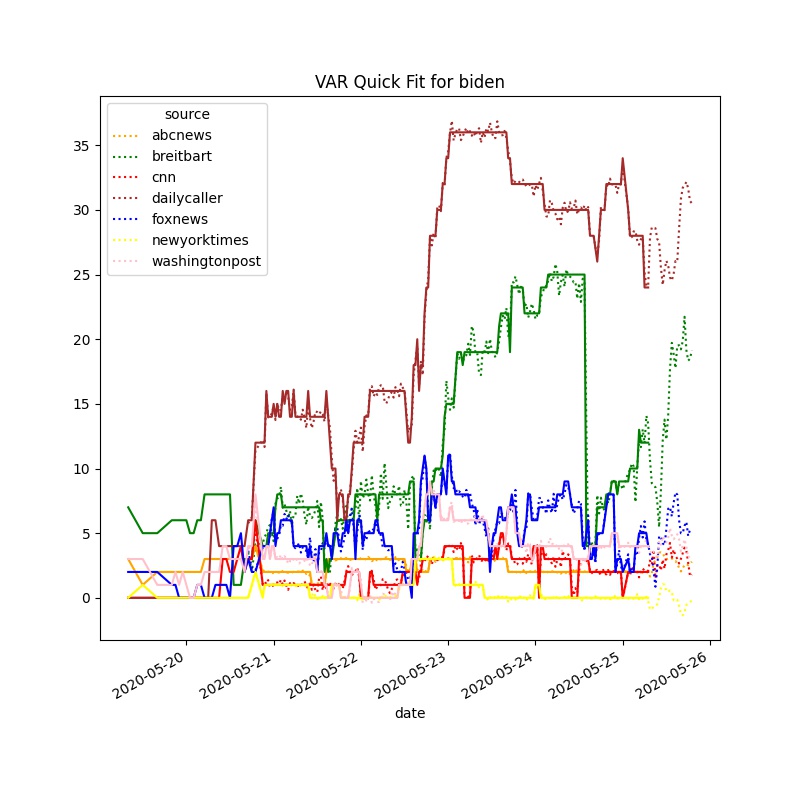 VAR Quick Fit for biden
source
abcnews
breitbart
cnn
dailycaller
foxnews
newyorktimes
washingtonpost
35
30
25
20
15
10
5
0
2020-05-20
2020-05-21
2020-05-22
2020-05-23
2020-05-24
2020-05-25
2020-05-26
date